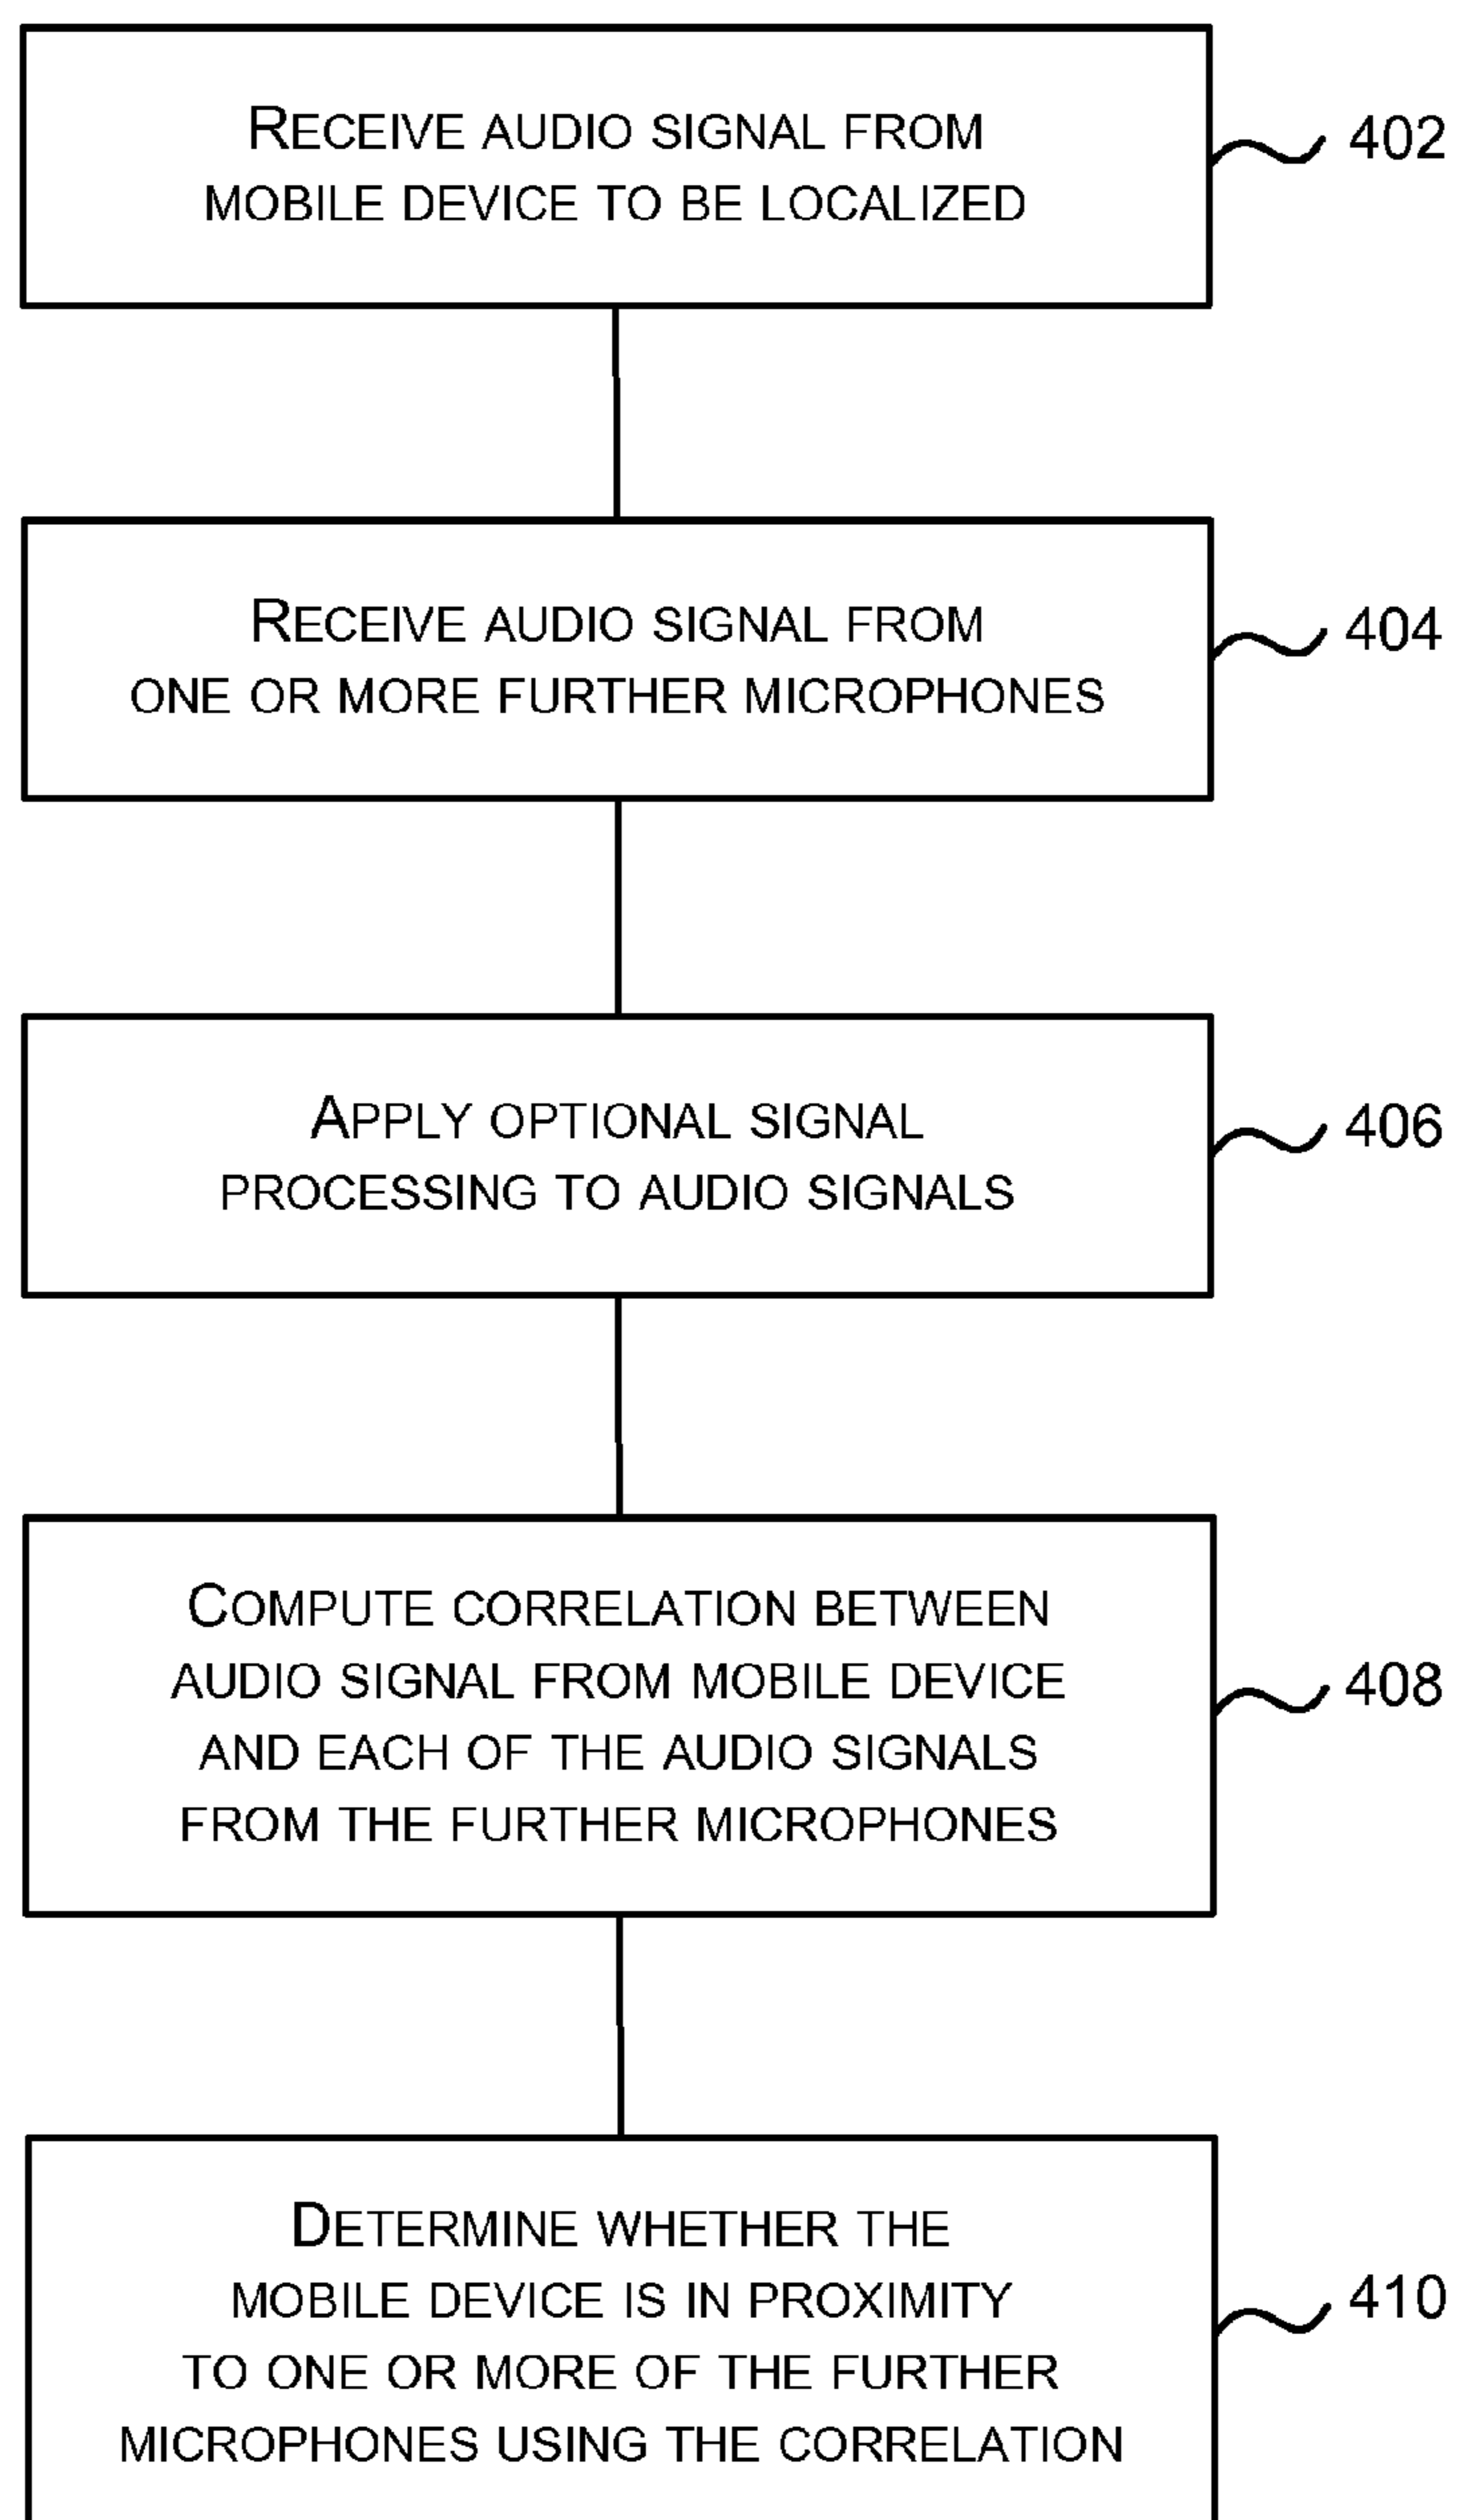 RECEIVE AUDIO SIGNAL FROM
MOBILE DEVICE TO BE LOCALIZED
402
RECEIVE AUDIO SIGNAL FROM
ONE OR MORE FURTHER MICROPHONES
404
APPLY OPTIONAL SIGNAL
PROCESSING TO AUDIO SIGNALS
406
COMPUTE CORRELATION BETWEEN
AUDIO SIGNAL FROM MOBILE DEVICE
AND EACH OF THE AUDIO SIGNALS
FROM THE FURTHER MICROPHONES
408
DETERMINE WHETHER THE
MOBILE DEVICE IS IN PROXIMITY
TO ONE OR MORE OF THE FURTHER
MICROPHONES USING THE CORRELATION
410